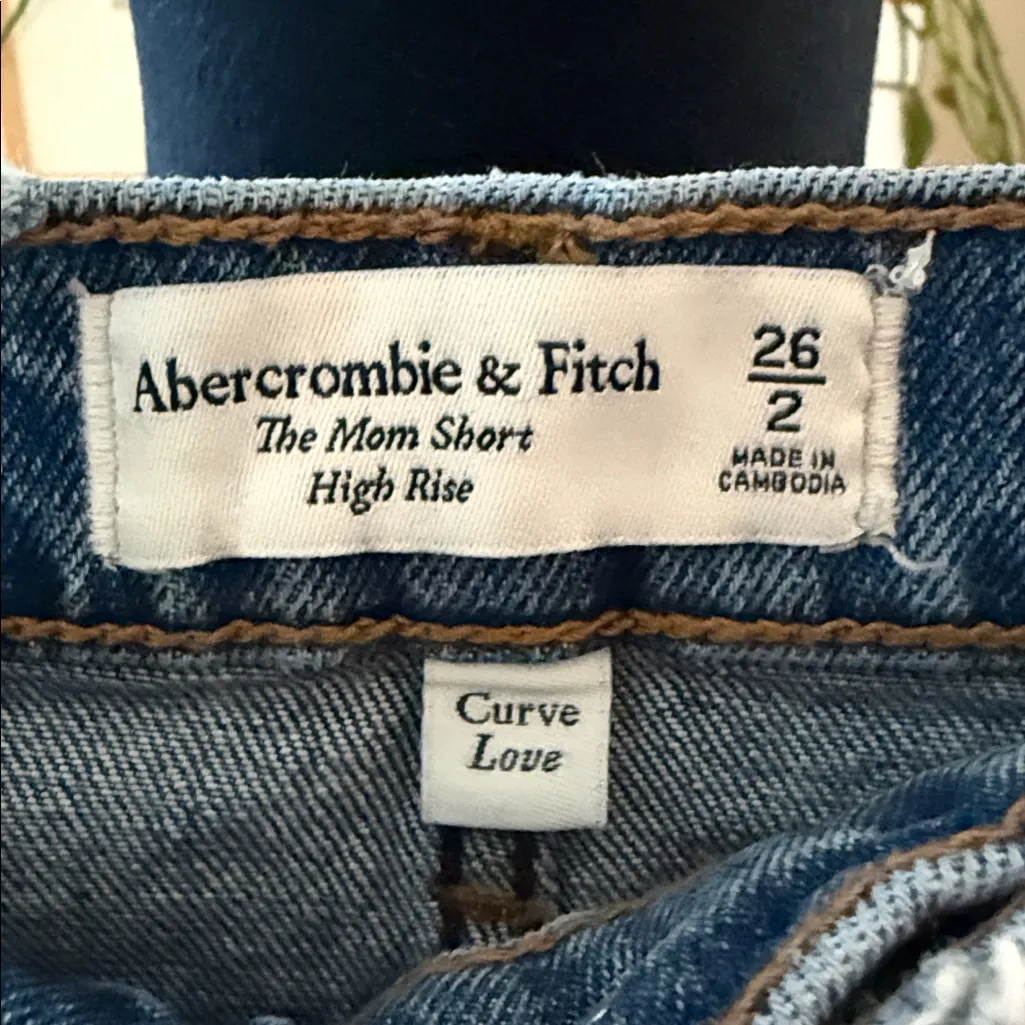 Abercrombie & Fitch
The Mom Short
High Rise
26
2
MADE IN
CAMBODIA
Curve
Love